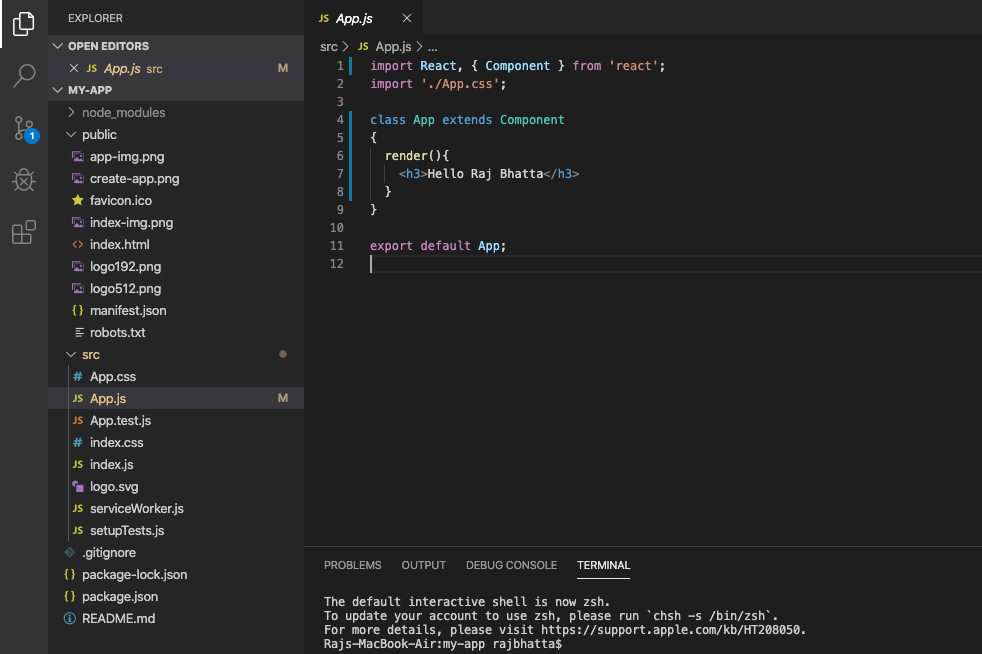 EXPLORER
OPEN EDITORS
JS App.js src M
MY-APP
node_modules
public
app-img.png
create-app.png
favicon.ico
index-img.png
<> index.html
logo192.png
logo512.png
{} manifest.json
robots.txt
src
# App.css
JS App.js M
JS App.test.js
# index.css
JS index.js
logo.svg
JS serviceWorker.js
JS setupTests.js
.gitignore
{} package-lock.json
{} package.json
README.md
1
JS App.js
src > JS App.js > ...
1 import React, { Component } from 'react';
2 import './App.css';
3
4 class App extends Component
5 {
6 render(){
7 <h3>Hello Raj Bhatta</h3>
8 }
9 }
10
11 export default App;
12
PROBLEMS OUTPUT DEBUG CONSOLE TERMINAL
The default interactive shell is now zsh.
To update your account to use zsh, please run `chsh -s /bin/zsh`.
For more details, please visit https://support.apple.com/kb/HT208050.
Rajs-MacBook-Air:my-app rajbhatta$